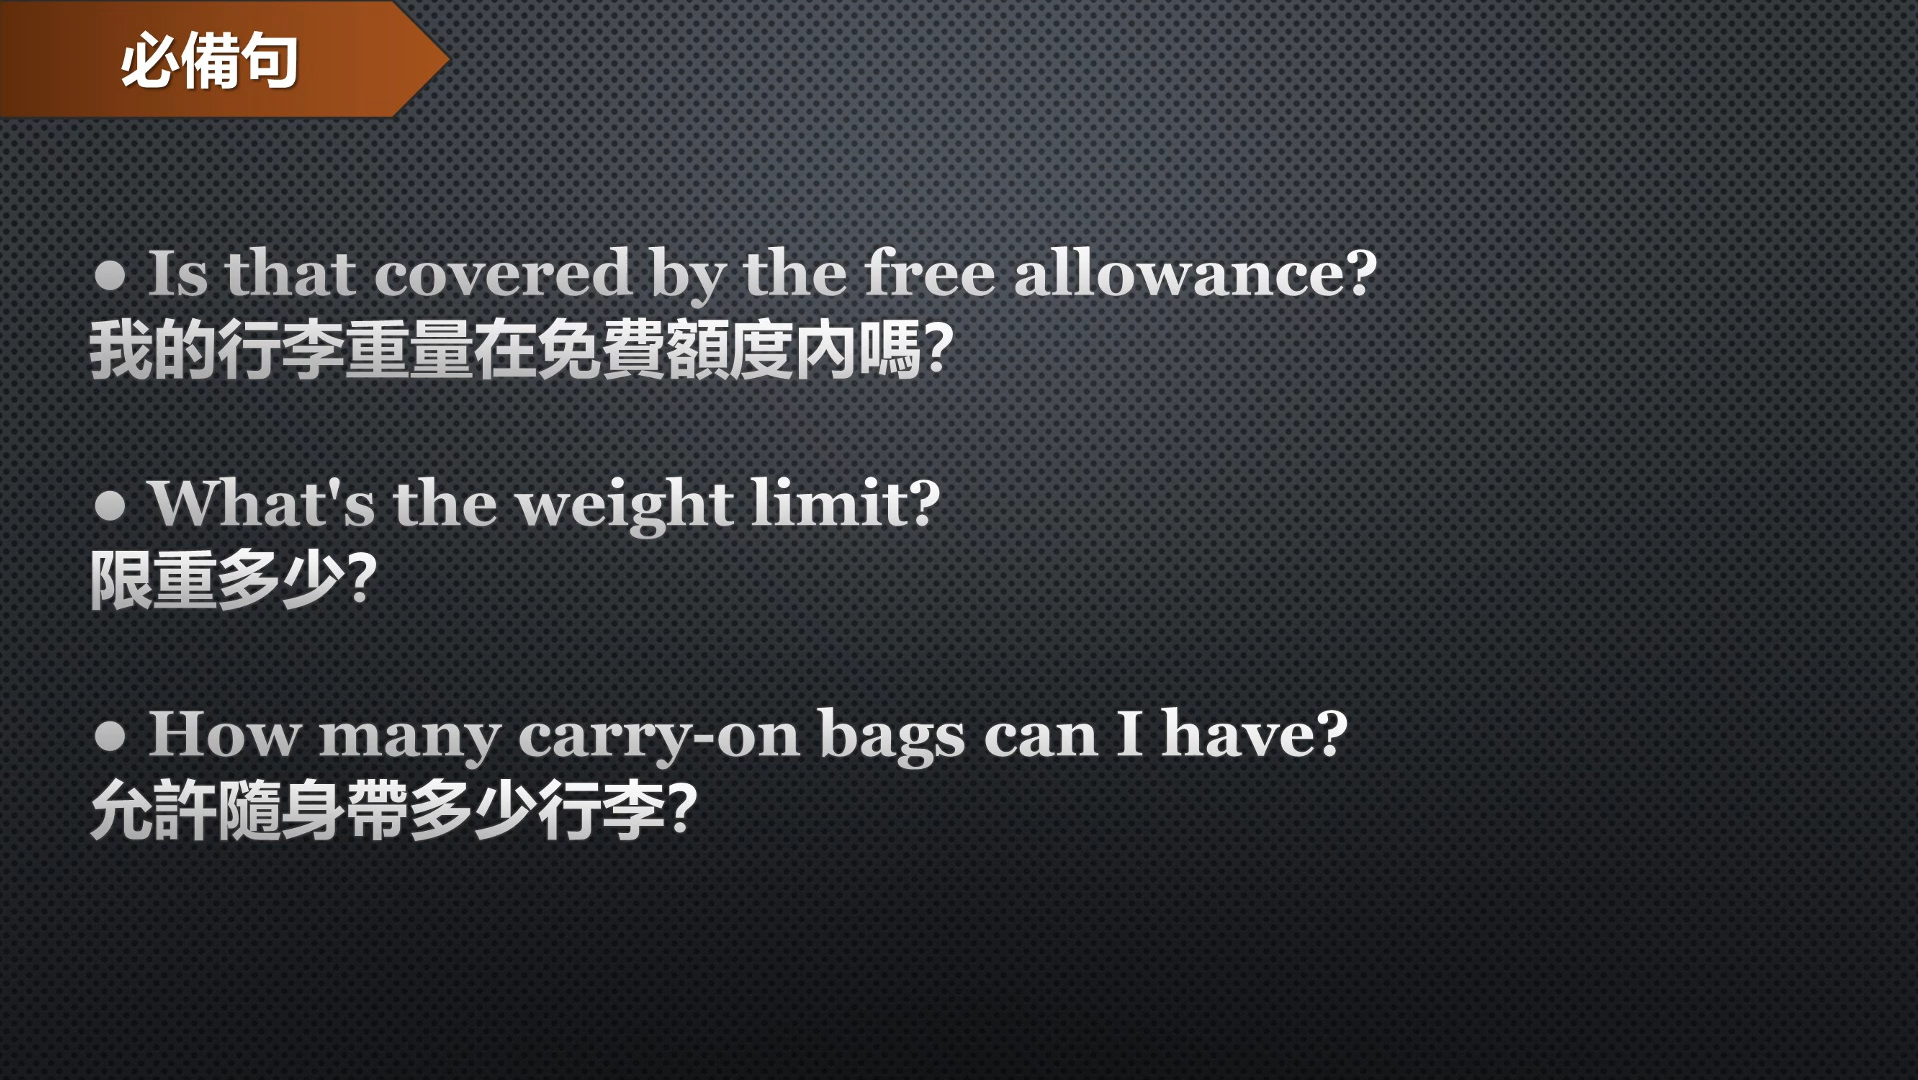 必備句
● Is that covered by the free allowance?
我的行李重量在免費額度內嗎?
● What's the weight limit?
限重多少?
● How many carry-on bags can I have?
允許隨身帶多少行李?